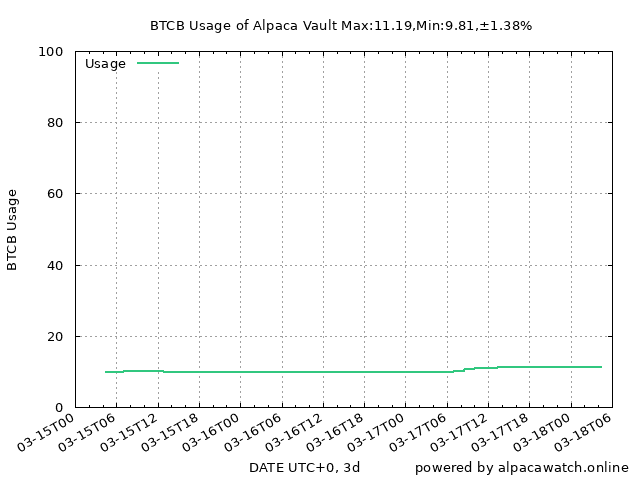 BTCB Usage of Alpaca Vault Max:11.19,Min:9.81,±1.38%
Usage
100
80
60
40
20
0
BTCB Usage
03-15T00
03-15T06
03-15T12
03-15T18
03-16T00
03-16T06
03-16T12
03-16T18
03-17T00
03-17T06
03-17T12
03-17T18
03-18T00
03-18T06
DATE UTC+0, 3d
powered by alpacawatch.online